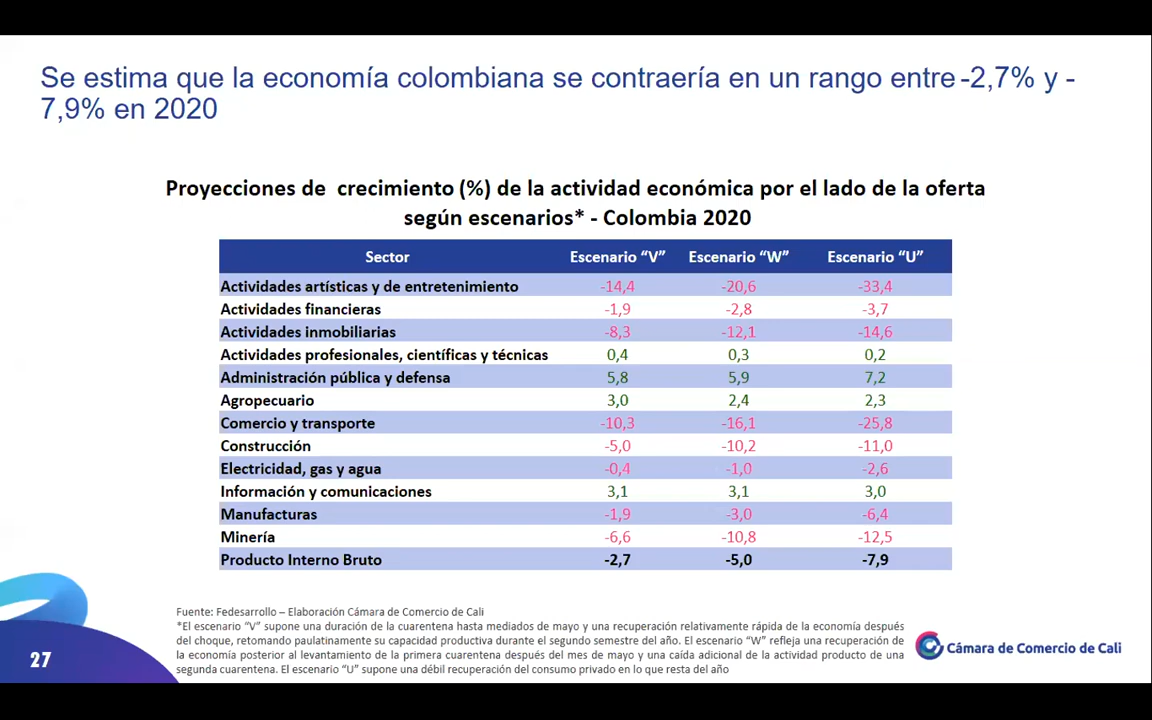 Se estima que la economía colombiana se contraería en un rango entre -2,7% y -
7,9% en 2020
Proyecciones de crecimiento (%) de la actividad económica por el lado de la oferta
según escenarios* - Colombia 2020
Sector Escenario “V” Escenario “W” Escenario “U”
Actividades artísticas y de entretenimiento -14,4 -20,6 -33,4
Actividades financieras -1,9 -2,8 -3,7
Actividades inmobiliarias -8,3 -12,1 -14,6
Actividades profesionales, científicas y técnicas 0,4 0,3 0,2
Administración pública y defensa 5,8 5,9 7,2
Agropecuario 3,0 2,4 2,3
Comercio y transporte -10,3 -16,1 -25,8
Construcción -5,0 -10,2 -11,0
Electricidad, gas y agua -0,4 -1,0 -2,6
Información y comunicaciones 3,1 3,1 3,0
Manufacturas -1,9 -3,0 -6,4
Minería -6,6 -10,8 -12,5
Producto Interno Bruto -2,7 -5,0 -7,9
Fuente: Fedesarrollo – Elaboración Cámara de Comercio de Cali
*El escenario “V” supone una duración de la cuarentena hasta mediados de mayo y una recuperación relativamente rápida de la economía después
del choque, retomando paulatinamente su capacidad productiva durante el segundo semestre del año. El escenario “W” refleja una recuperación de
la economía posterior al levantamiento de la primera cuarentena después del mes de mayo y una caída adicional de la actividad producto de una
segunda cuarentena. El escenario “U” supone una débil recuperación del consumo privado en lo que resta del año
27
Cámara de Comercio de Cali